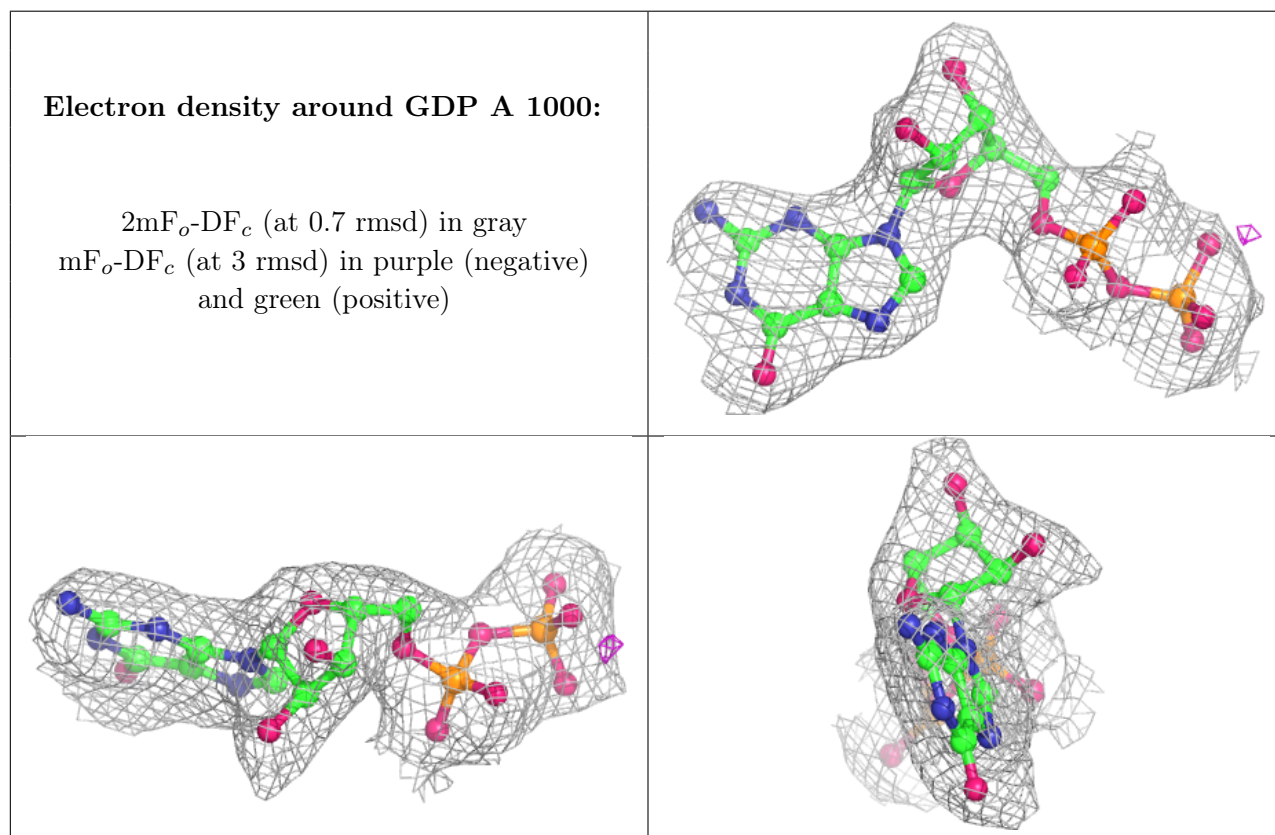 Electron density around GDP A 1000:
2mFo-DFc (at 0.7 rmsd) in gray
mFo-DFc (at 3 rmsd) in purple (negative)
and green (positive)